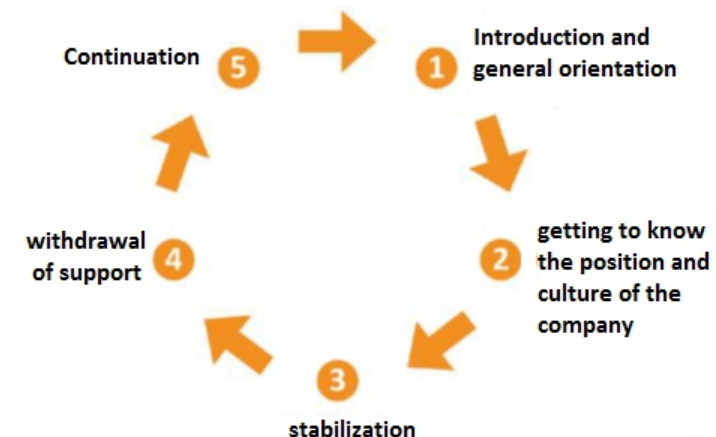 Continuation
5
1
Introduction and
general orientation
2
getting to know
the position and
culture of the
company
3
stabilization
4
withdrawal
of support